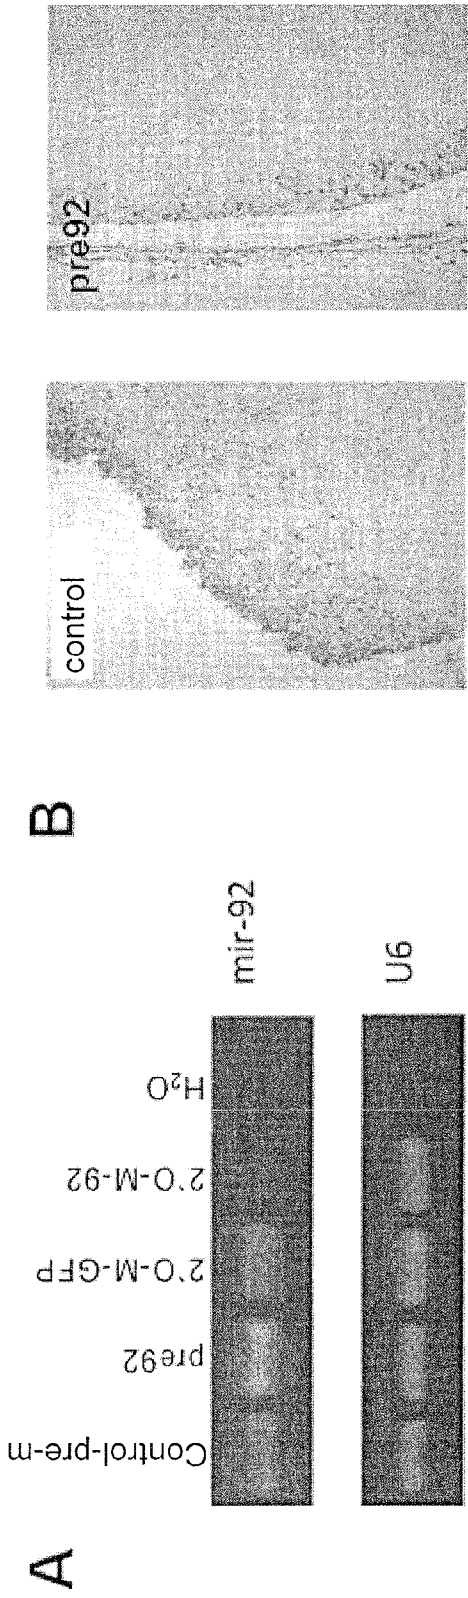 A
Control-pre-m
pre92
2'O-M-GFP
2'O-M-92
H₂O
mir-92
U6
B
control
pre92